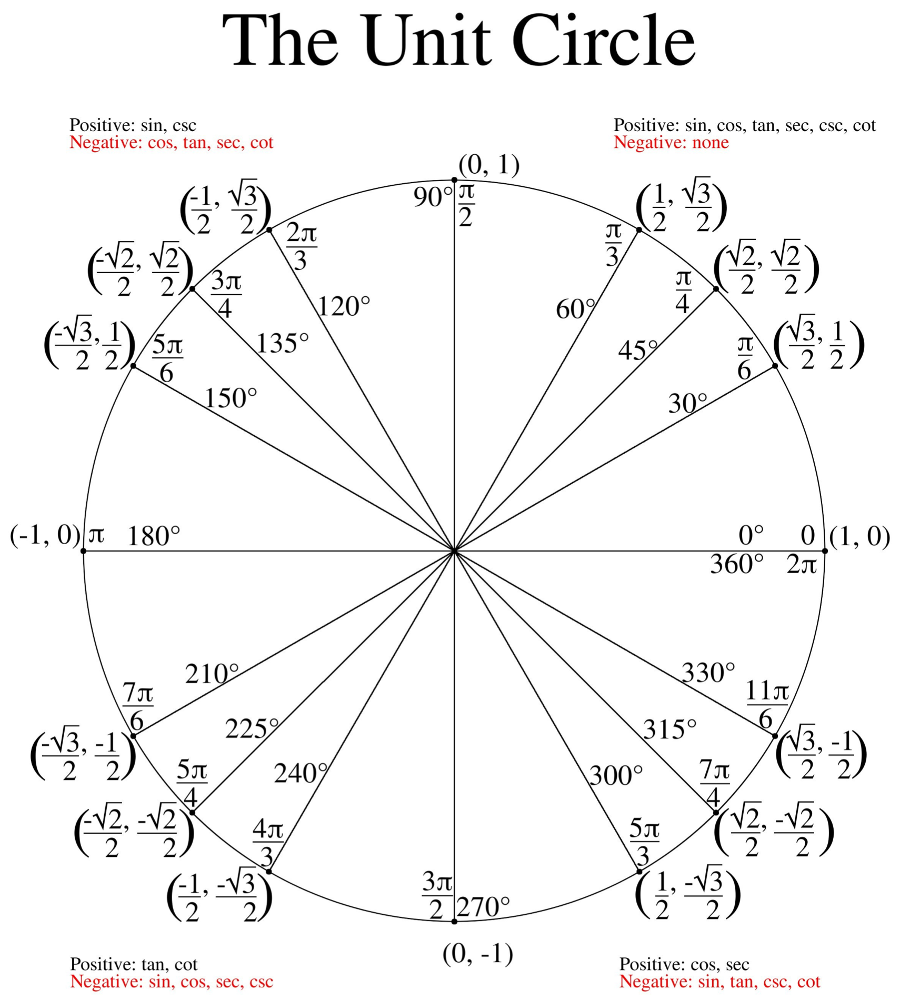 The Unit Circle
Positive: sin, csc
Negative: cos, tan, sec, cot
Positive: sin, cos, tan, sec, csc, cot
Negative: none
(0, 1)
90° π/2
(-1/2, √3/2)
2π/3
120°
(1/2, √3/2)
π/3
60°
(-√2/2, √2/2)
3π/4
135°
(√2/2, √2/2)
π/4
45°
(-√3/2, 1/2)
5π/6
150°
(√3/2, 1/2)
π/6
30°
(-1, 0) π 180°
0° 0 (1, 0)
360° 2π
210°
7π/6
(-√3/2, -1/2)
330°
11π/6
(√3/2, -1/2)
225°
5π/4
(-√2/2, -√2/2)
315°
7π/4
(√2/2, -√2/2)
240°
4π/3
(-1/2, -√3/2)
300°
5π/3
(1/2, -√3/2)
3π/2 270°
(0, -1)
Positive: tan, cot
Negative: sin, cos, sec, csc
Positive: cos, sec
Negative: sin, tan, csc, cot